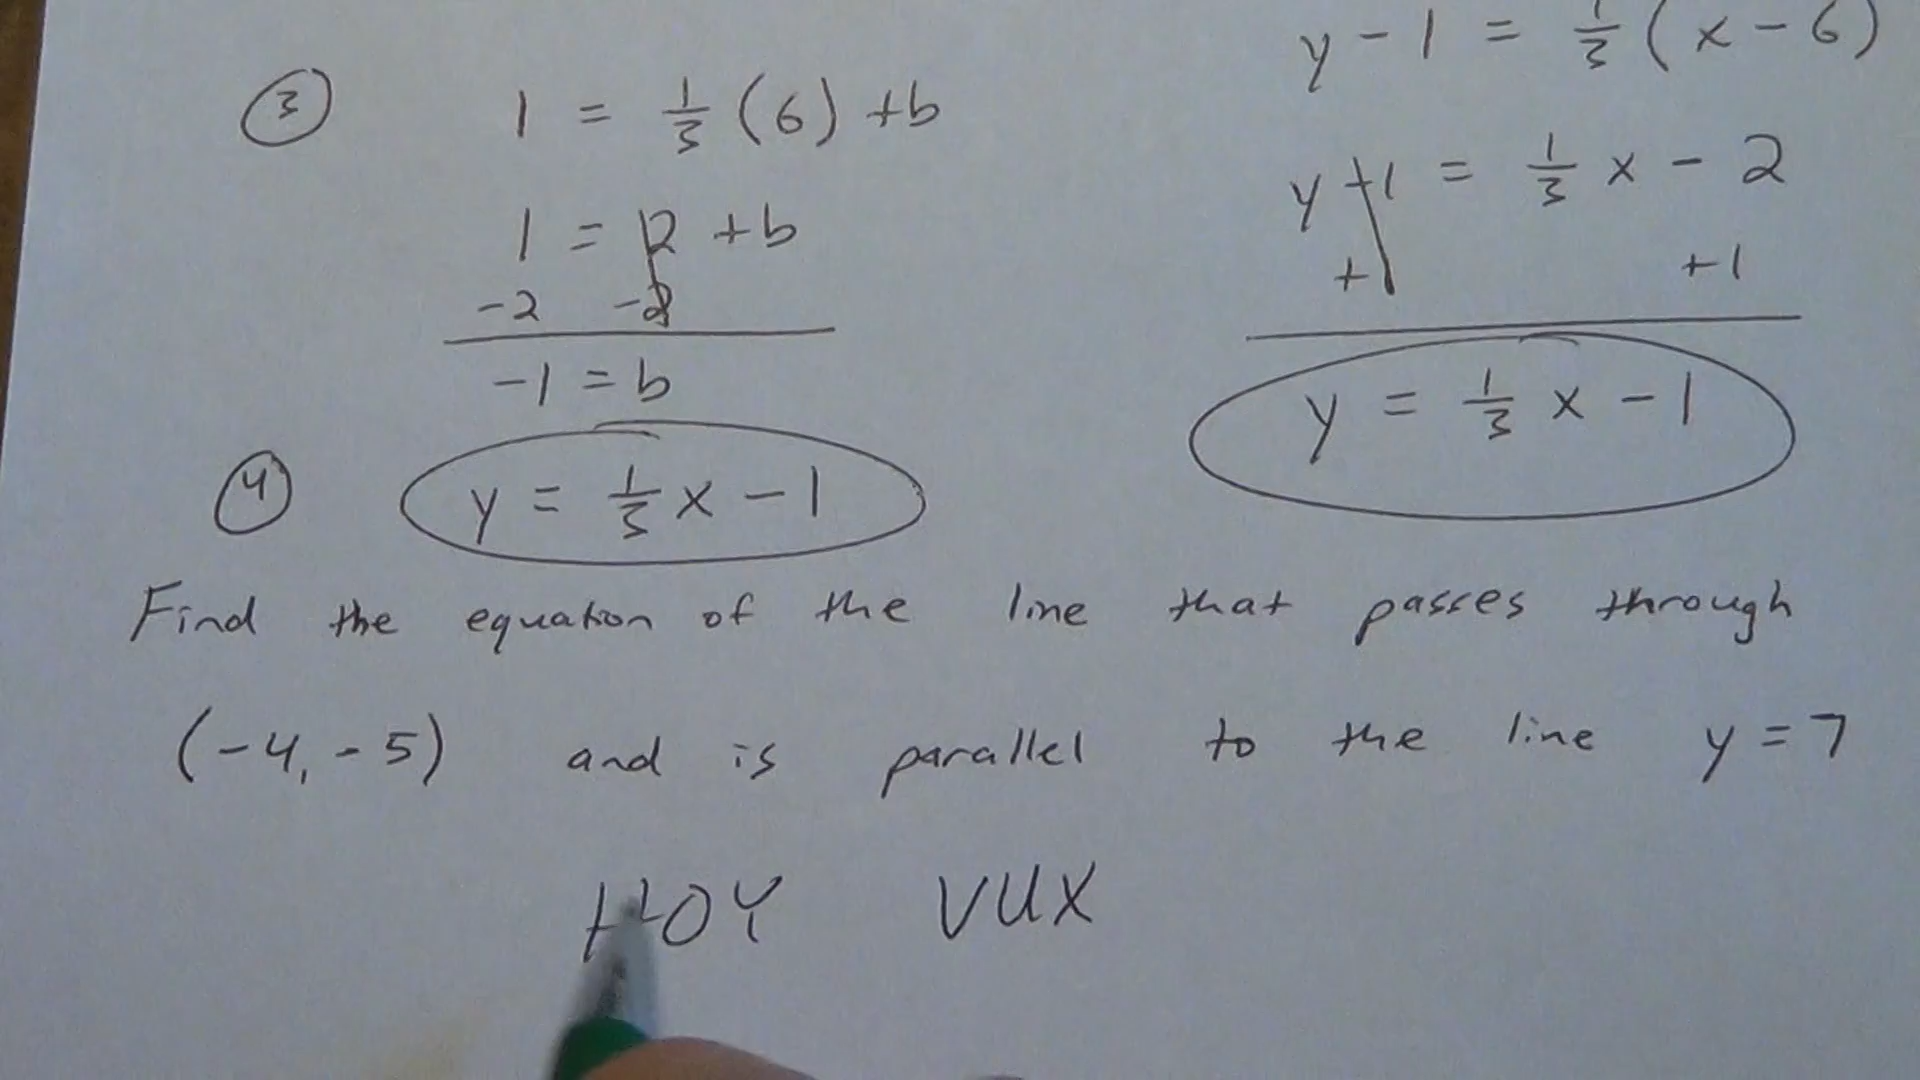 ③ 1 = 1/3 (6) + b
1 = 2 + b
-2 -2
-1 = b
④ y = 1/3 x - 1
y - 1 = 1/3 (x - 6)
y - 1 = 1/3 x - 2
+1 +1
y = 1/3 x - 1
Find the equation of the line that passes through
(-4, -5) and is parallel to the line y = 7
HOY VUX